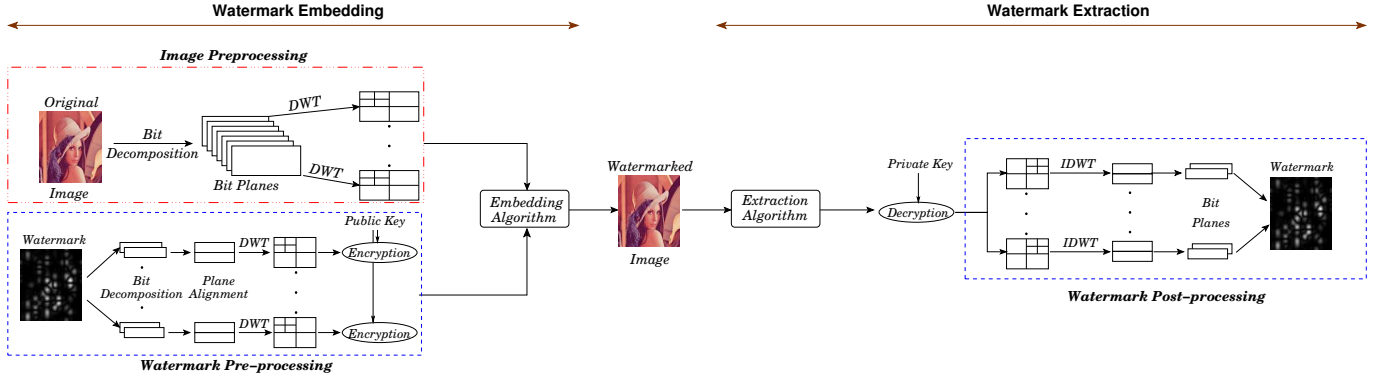 Watermark Embedding
Watermark Extraction
Image Preprocessing
Original
Image
Bit
Decomposition
Bit Planes
DWT
DWT
Watermark
Bit
Decomposition
Plane
Alignment
DWT
DWT
Public Key
Encryption
Encryption
Watermark Pre-processing
Embedding
Algorithm
Watermarked
Image
Extraction
Algorithm
Private Key
Decryption
IDWT
IDWT
Bit
Planes
Watermark
Watermark Post-processing